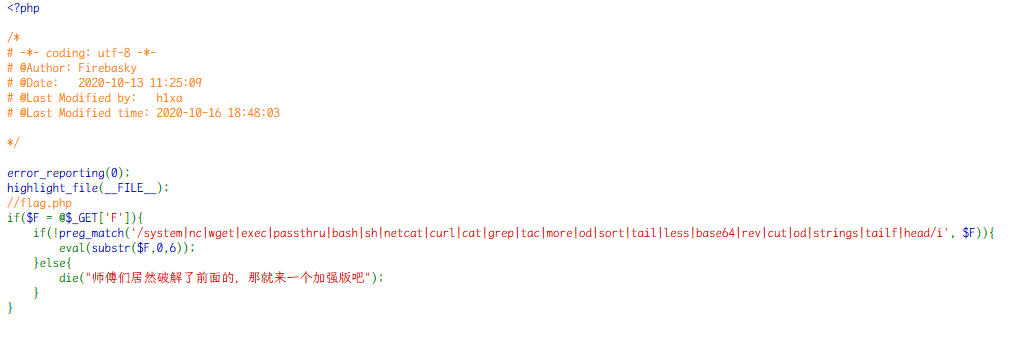 <?php
/*
# -*- coding: utf-8 -*-
# @Author: Firebasky
# @Date:   2020-10-13 11:25:09
# @Last Modified by:   h1xa
# @Last Modified time: 2020-10-16 18:48:03
*/
error_reporting(0);
highlight_file(__FILE__);
//flag.php
if($F = @$_GET['F']){
    if(!preg_match('/system|nc|wget|exec|passthru|bash|sh|netcat|curl|cat|grep|tac|more|od|sort|tail|less|base64|rev|cut|od|strings|tailf|head/i', $F)){
        eval(substr($F,0,6));
    }else{
        die("师傅们居然破解了前面的，那就来一个加强版吧");
    }
}